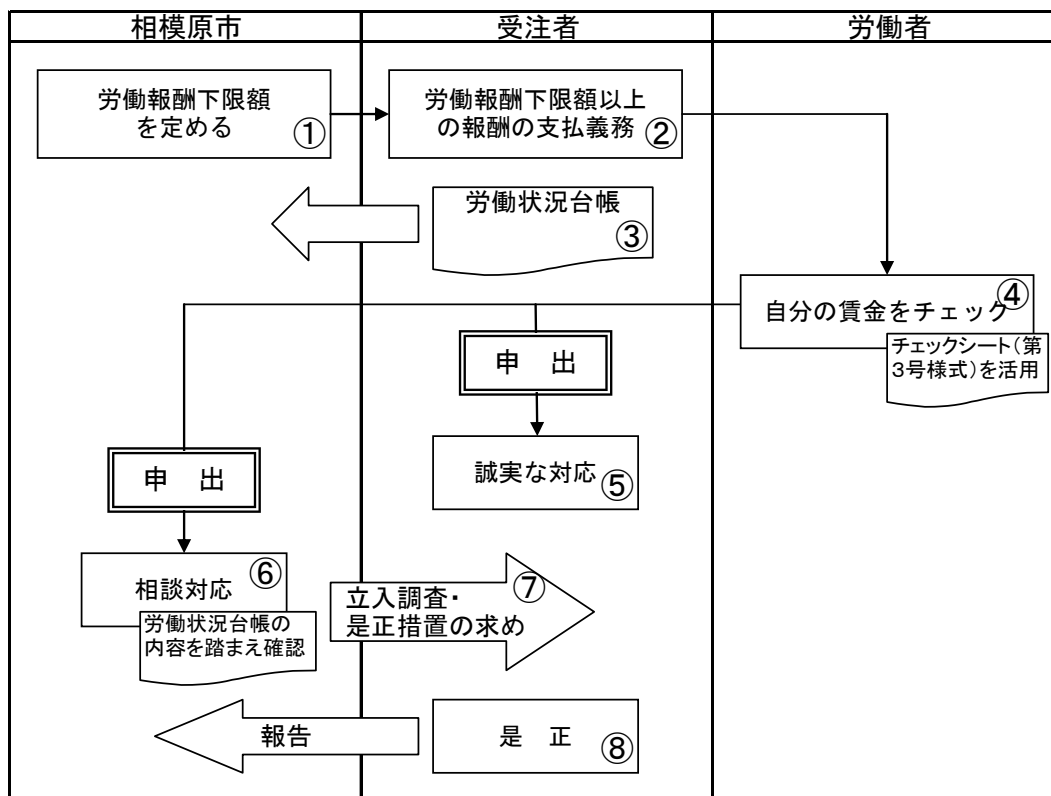 相模原市
受注者
労働者
労働報酬下限額
を定める
①
労働報酬下限額以上
の報酬の支払義務
②
労働状況台帳
③
自分の賃金をチェック
④
チェックシート(第
3号様式)を活用
申 出
誠実な対応
⑤
申 出
相談対応
⑥
労働状況台帳の
内容を踏まえ確認
立入調査・
是正措置の求め
⑦
報告
是 正
⑧